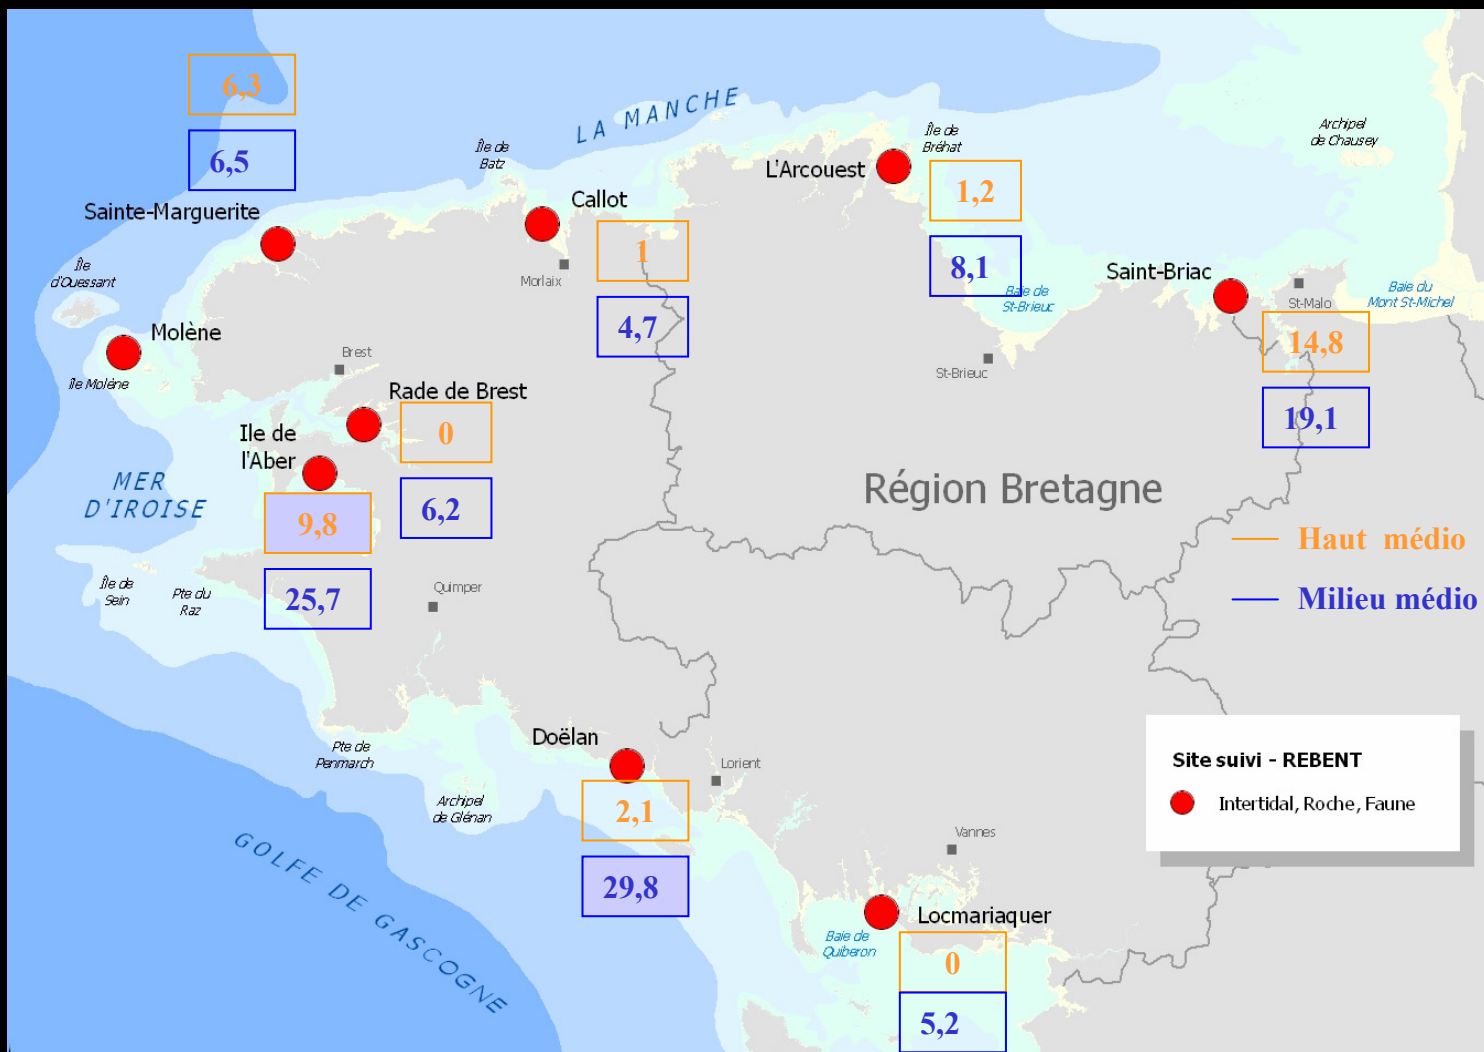 6,3
6,5
LA MANCHE
Île de
Batz
Île de
Bréhat
Archipel
de Chausey
L'Arcouest
1,2
8,1
Sainte-Marguerite
Callot
1
4,7
Morlaix
Île
d'Ouessant
Baie de
St-Brieuc
Saint-Briac
St-Malo
Baie du
Mont St-Michel
14,8
19,1
Molène
île Molène
Brest
St-Brieuc
Rade de Brest
0
6,2
Ile de
l'Aber
9,8
25,7
MER
D'IROISE
Région Bretagne
Haut médio
Milieu médio
Île de
Sein
Pte du
Raz
Quimper
Pte de
Penmarch
Doëlan
2,1
29,8
Lorient
Archipel
de Glénan
Site suivi - REBENT
Intertidal, Roche, Faune
Vannes
GOLFE DE GASCOGNE
Locmariaquer
Baie de
Quiberon
0
5,2